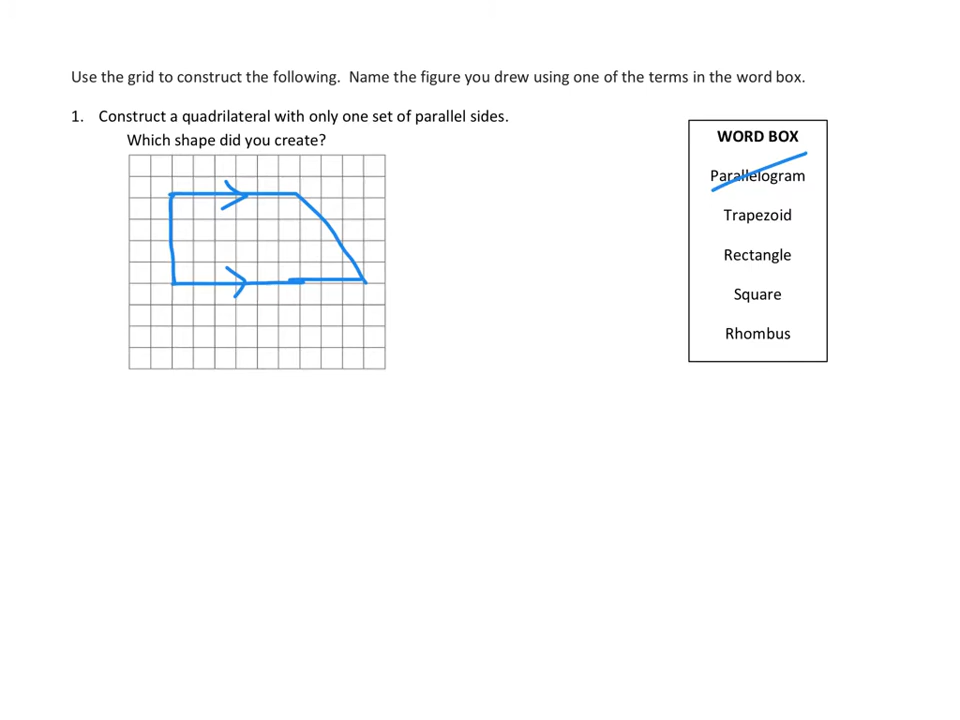 Use the grid to construct the following. Name the figure you drew using one of the terms in the word box.
1. Construct a quadrilateral with only one set of parallel sides.
Which shape did you create?
WORD BOX
Parallelogram
Trapezoid
Rectangle
Square
Rhombus